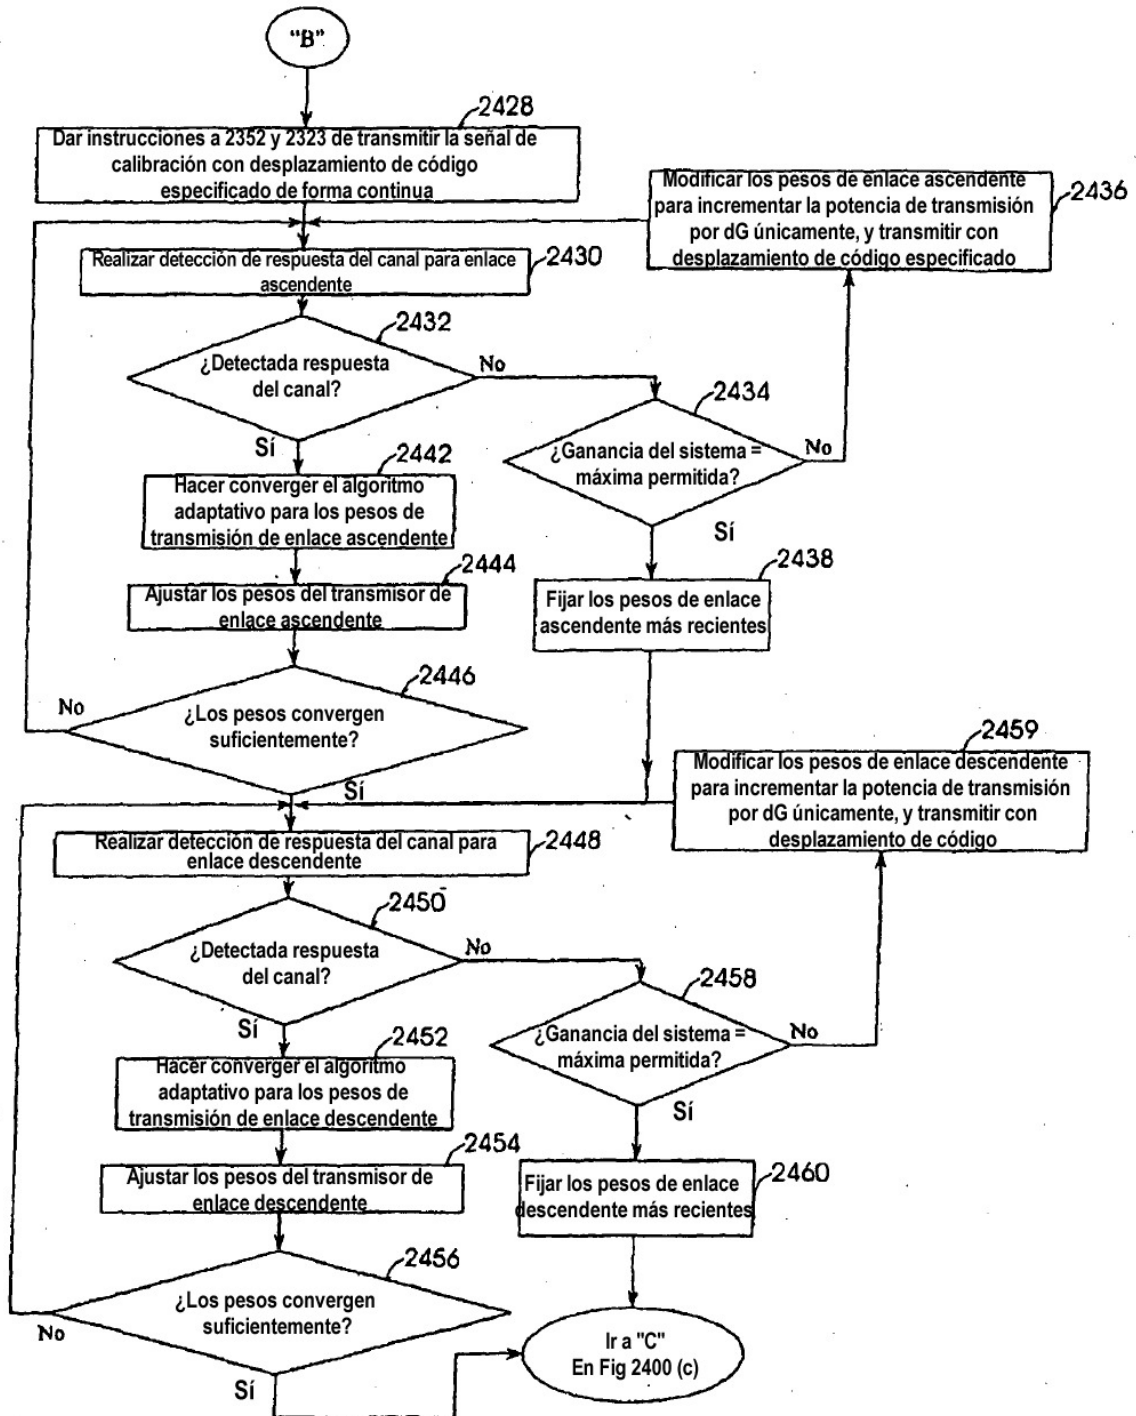 "B"
2428
Dar instrucciones a 2352 y 2323 de transmitir la señal de
calibración con desplazamiento de código
especificado de forma continua
Modificar los pesos de enlace ascendente
para incrementar la potencia de transmisión
por dG únicamente, y transmitir con
desplazamiento de código especificado
2436
Realizar detección de respuesta del canal para enlace
ascendente
2430
2432
¿Detectada respuesta
del canal?
No
Sí
2434
¿Ganancia del sistema =
máxima permitida?
No
Sí
2442
Hacer converger el algoritmo
adaptativo para los pesos de
transmisión de enlace ascendente
2444
Ajustar los pesos del transmisor de
enlace ascendente
2438
Fijar los pesos de enlace
ascendente más recientes
2446
¿Los pesos convergen
suficientemente?
No
Sí
2459
Modificar los pesos de enlace descendente
para incrementar la potencia de transmisión
por dG únicamente, y transmitir con
desplazamiento de código
Realizar detección de respuesta del canal para
enlace descendente
2448
2450
¿Detectada respuesta
del canal?
No
Sí
2458
¿Ganancia del sistema =
máxima permitida?
No
Sí
2452
Hacer converger el algoritmo
adaptativo para los pesos de
transmisión de enlace descendente
2454
Ajustar los pesos del transmisor de
enlace descendente
2460
Fijar los pesos de enlace
descendente más recientes
2456
¿Los pesos convergen
suficientemente?
No
Sí
Ir a "C"
En Fig 2400 (c)